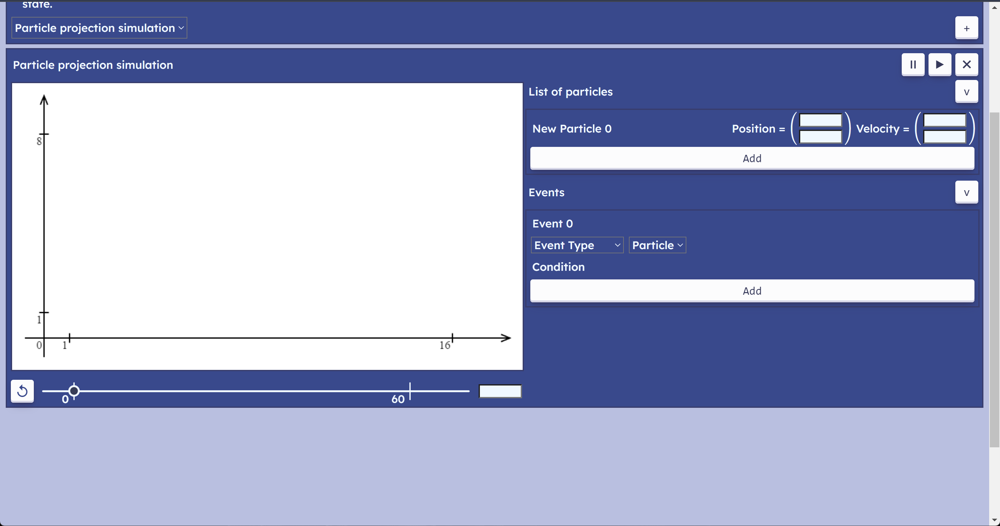 state.
Particle projection simulation
+
Particle projection simulation
List of particles
v
New Particle 0 Position = Velocity =
Add
Events
v
Event 0
Event Type Particle
Condition
Add
8
1
0 1 16
0 60